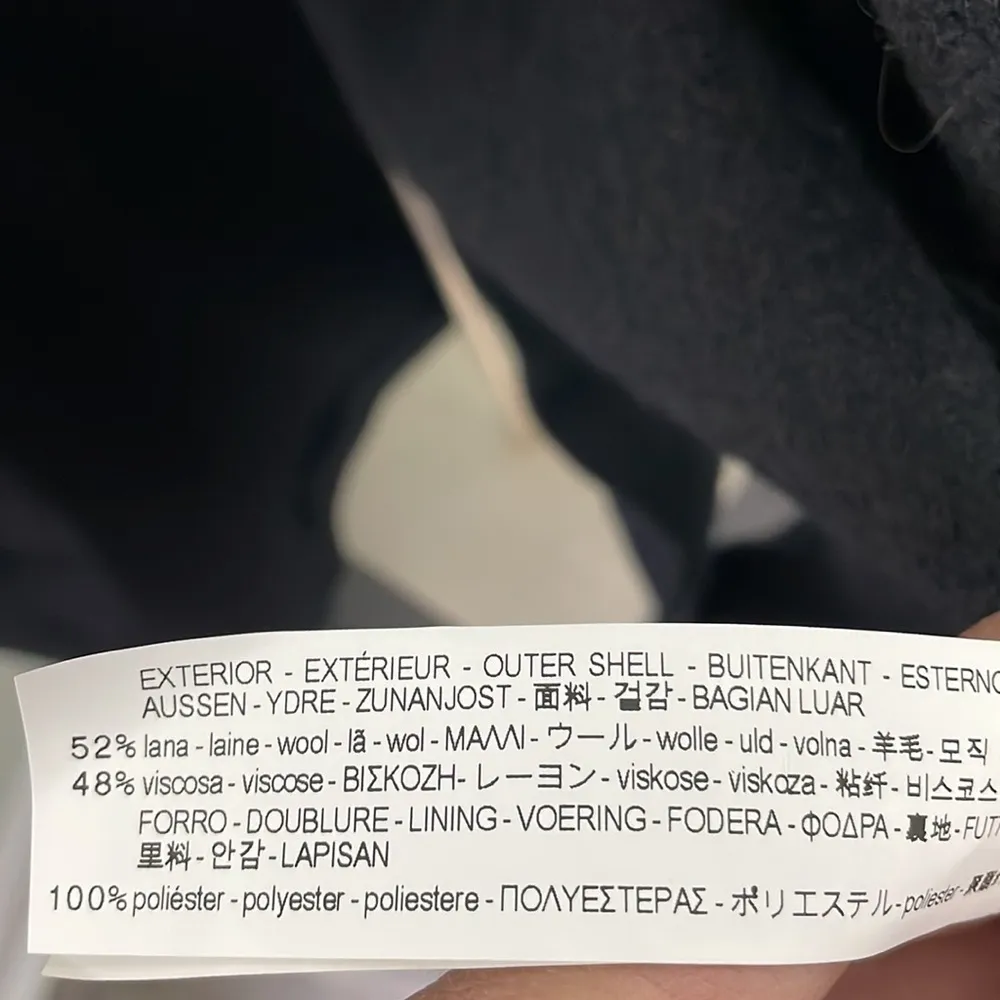 EXTERIOR - EXTÉRIEUR - OUTER SHELL - BUITENKANT - ESTERNO
AUSSEN - YDRE - ZUNANJOST - 面料 - 겉감 - BAGIAN LUAR
52% lana - laine - wool - lã - wol - ΜΑΛΛΙ - ウール - wolle - uld - volna - 羊毛 - 모직
48% viscosa - viscose - ΒΙΣΚΟΖΗ - レーヨン - viskose - viskoza - 粘纤 - 비스코스
FORRO - DOUBLURE - LINING - VOERING - FODERA - ΦΟΔΡΑ - 裏地 -
里料 - 안감 - LAPISAN
100% poliéster - polyester - poliestere - ΠΟΛΥΕΣΤΕΡΑΣ - ポリエステル - poliester -